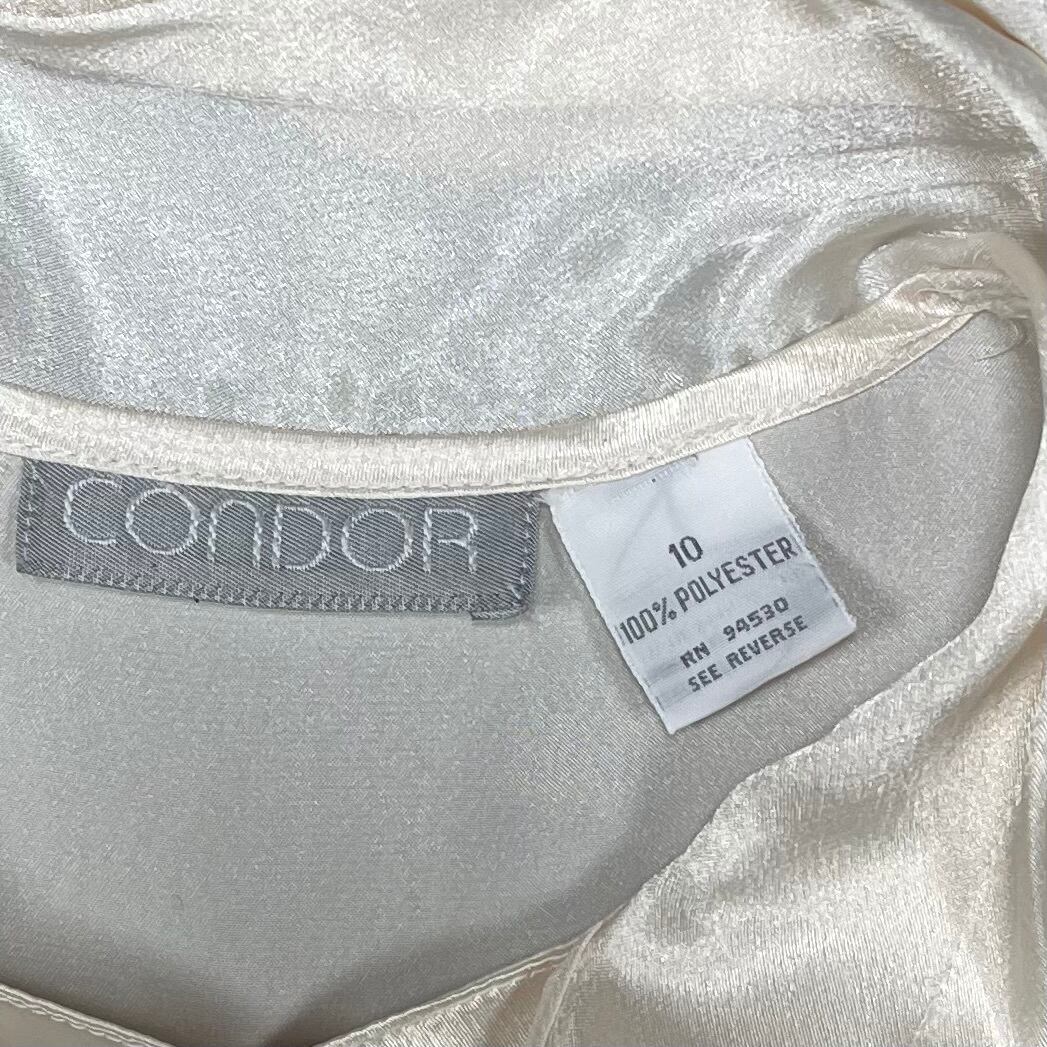 CONDOR
10
100% POLYESTER
RN 94530
SEE REVERSE